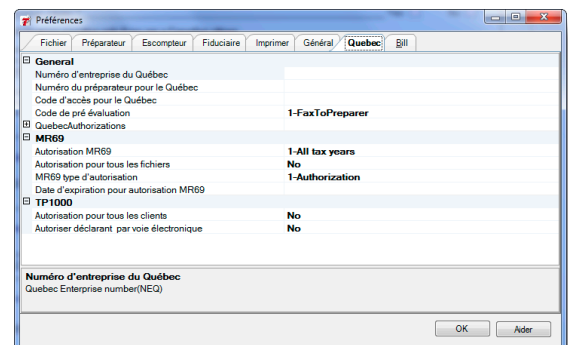 Préférences
Fichier Préparateur Escompteur Fiduciaire Imprimer Général Quebec Bill
General
Numéro d'entreprise du Québec
Numéro du préparateur pour le Québec
Code d'accès pour le Québec
Code de pré évaluation 1-FaxToPreparer
QuebecAuthorizations
MR69
Autorisation MR69 1-All tax years
Autorisation pour tous les fichiers No
MR69 type d'autorisation 1-Authorization
Date d'expiration pour autorisation MR69
TP1000
Autorisation pour tous les clients No
Autoriser déclarant par voie électronique No
Numéro d'entreprise du Québec
Quebec Enterprise number(NEQ)
OK Aider